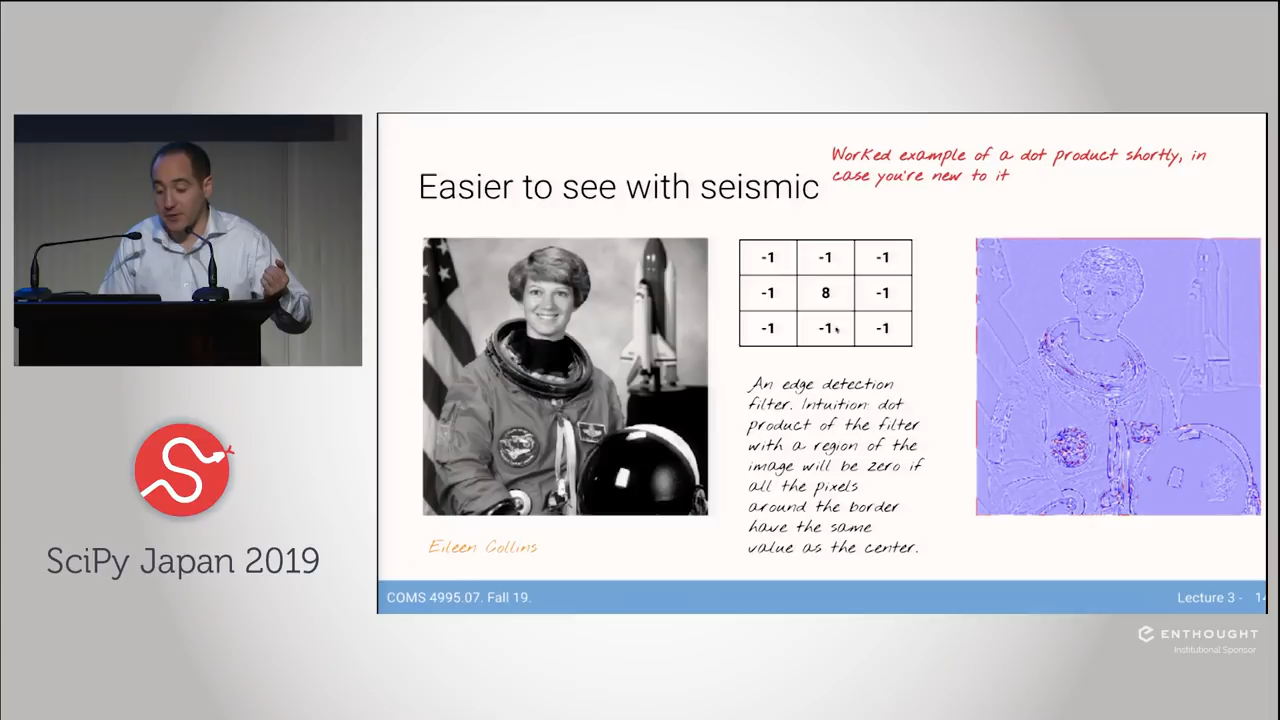 Worked example of a dot product shortly, in
case you're new to it
Easier to see with seismic
-1 -1 -1
-1 8 -1
-1 -1 -1
An edge detection
filter. Intuition: dot
product of the filter
with a region of the
image will be zero if
all the pixels
around the border
have the same
value as the center.
Eileen Collins
SciPy Japan 2019
COMS 4995.07. Fall 19.
Lecture 3 - 14
ENTHOUGHT
Institutional Sponsor